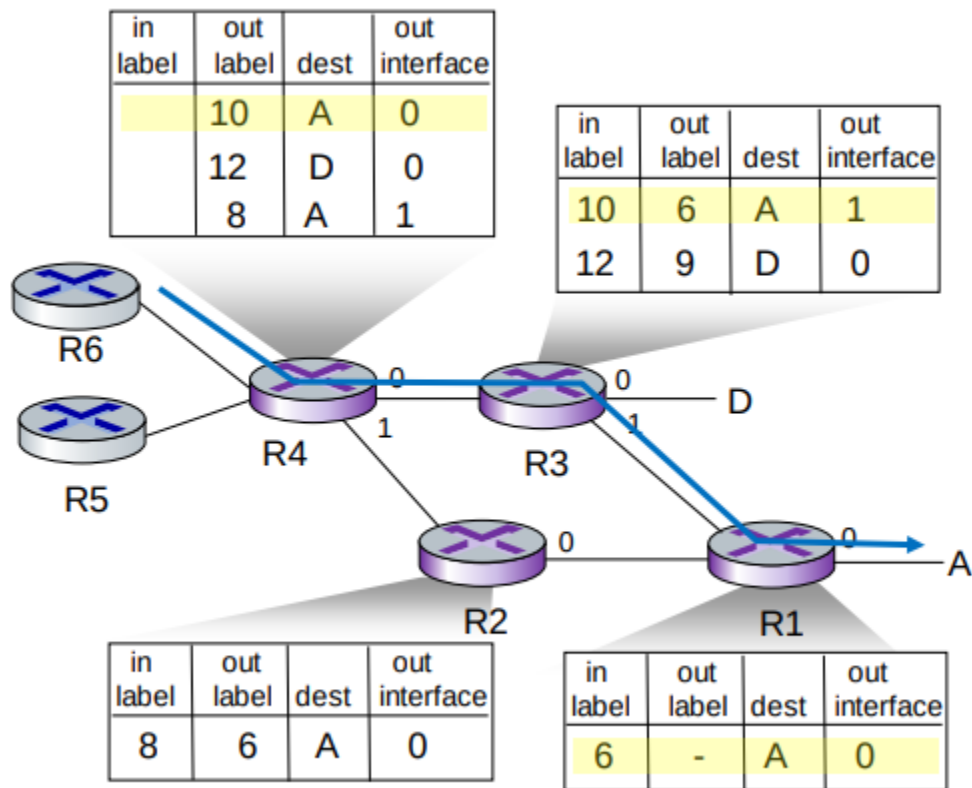 in out out
label label dest interface
10 A 0
12 D 0
8 A 1
in out out
label label dest interface
10 6 A 1
12 9 D 0
R6
0
0
D
1
1
R4
R3
R5
0
0
A
R2
R1
in out out
label label dest interface
8 6 A 0
in out out
label label dest interface
6 - A 0